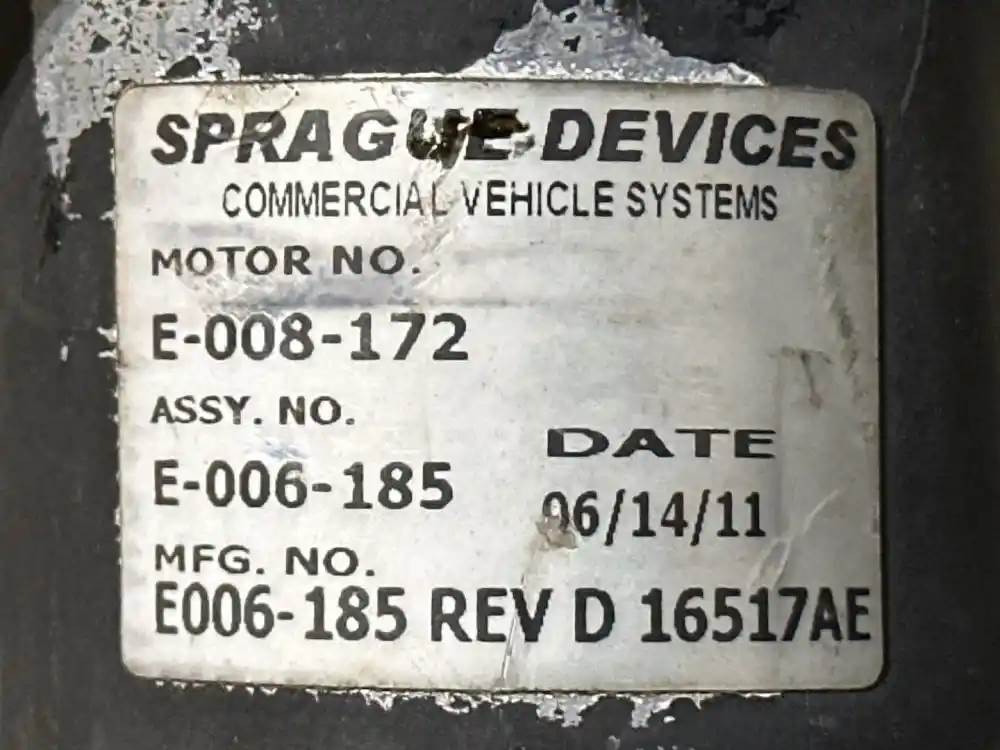 SPRAGUE DEVICES
COMMERCIAL VEHICLE SYSTEMS
MOTOR NO.
E-008-172
ASSY. NO.
E-006-185
DATE
06/14/11
MFG. NO.
E006-185 REV D 16517AE